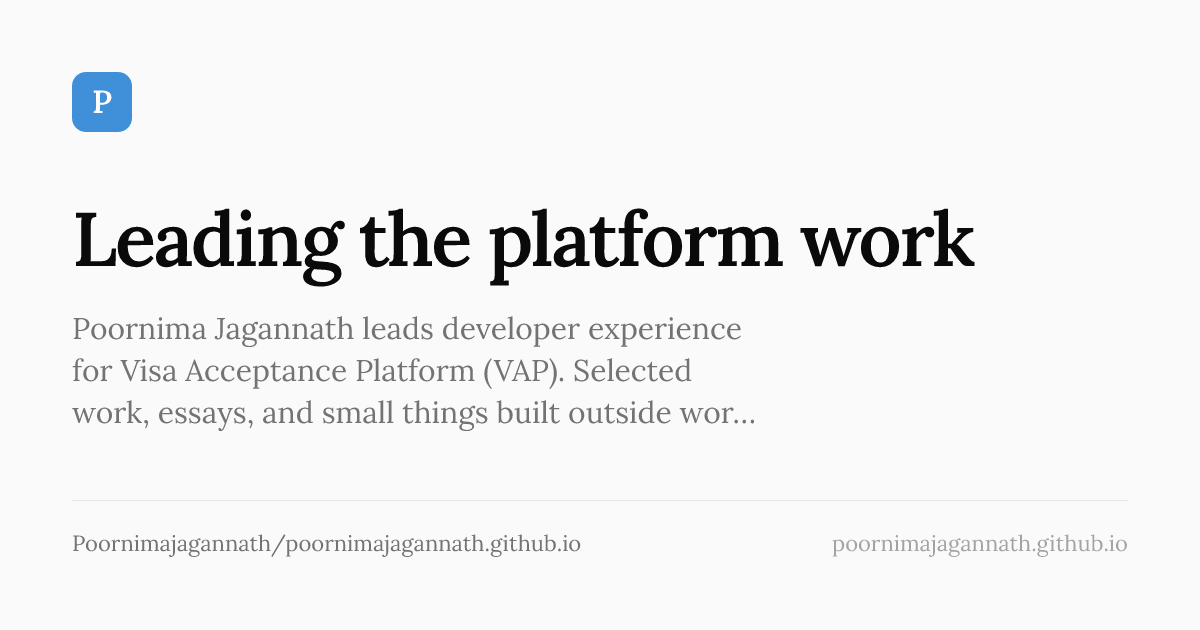 P
Leading the platform work
Poornima Jagannath leads developer experience
for Visa Acceptance Platform (VAP). Selected
work, essays, and small things built outside wor…
Poornimajagannath/poornimajagannath.github.io
poornimajagannath.github.io